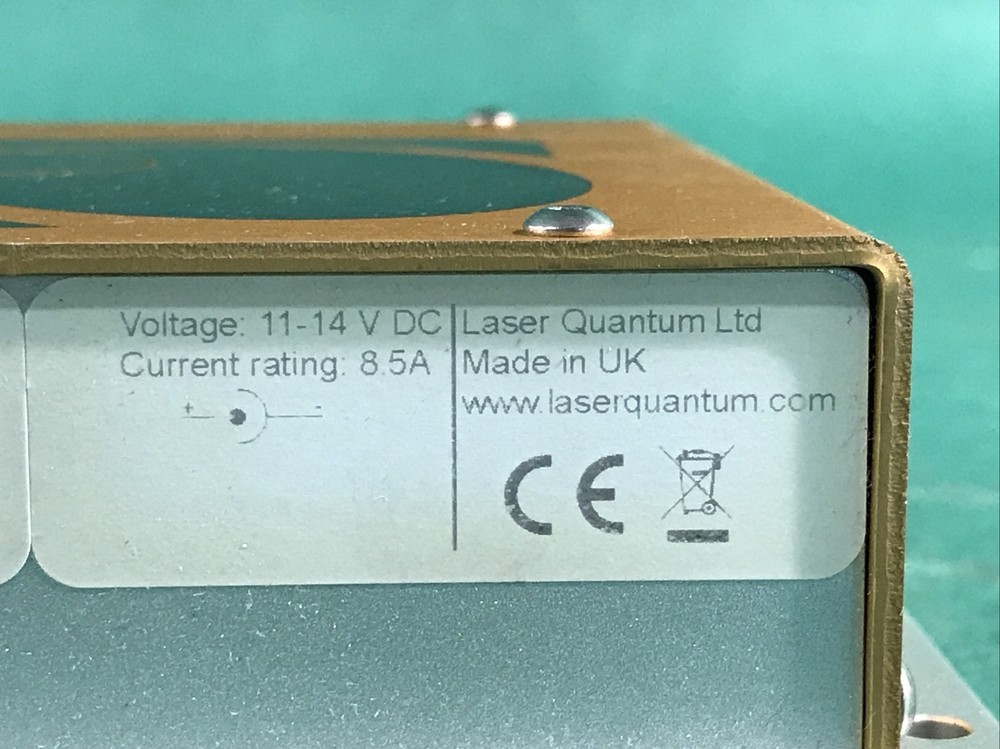 Voltage: 11-14 V DC
Current rating: 8.5A
+ -
Laser Quantum Ltd
Made in UK
www.laserquantum.com
CE